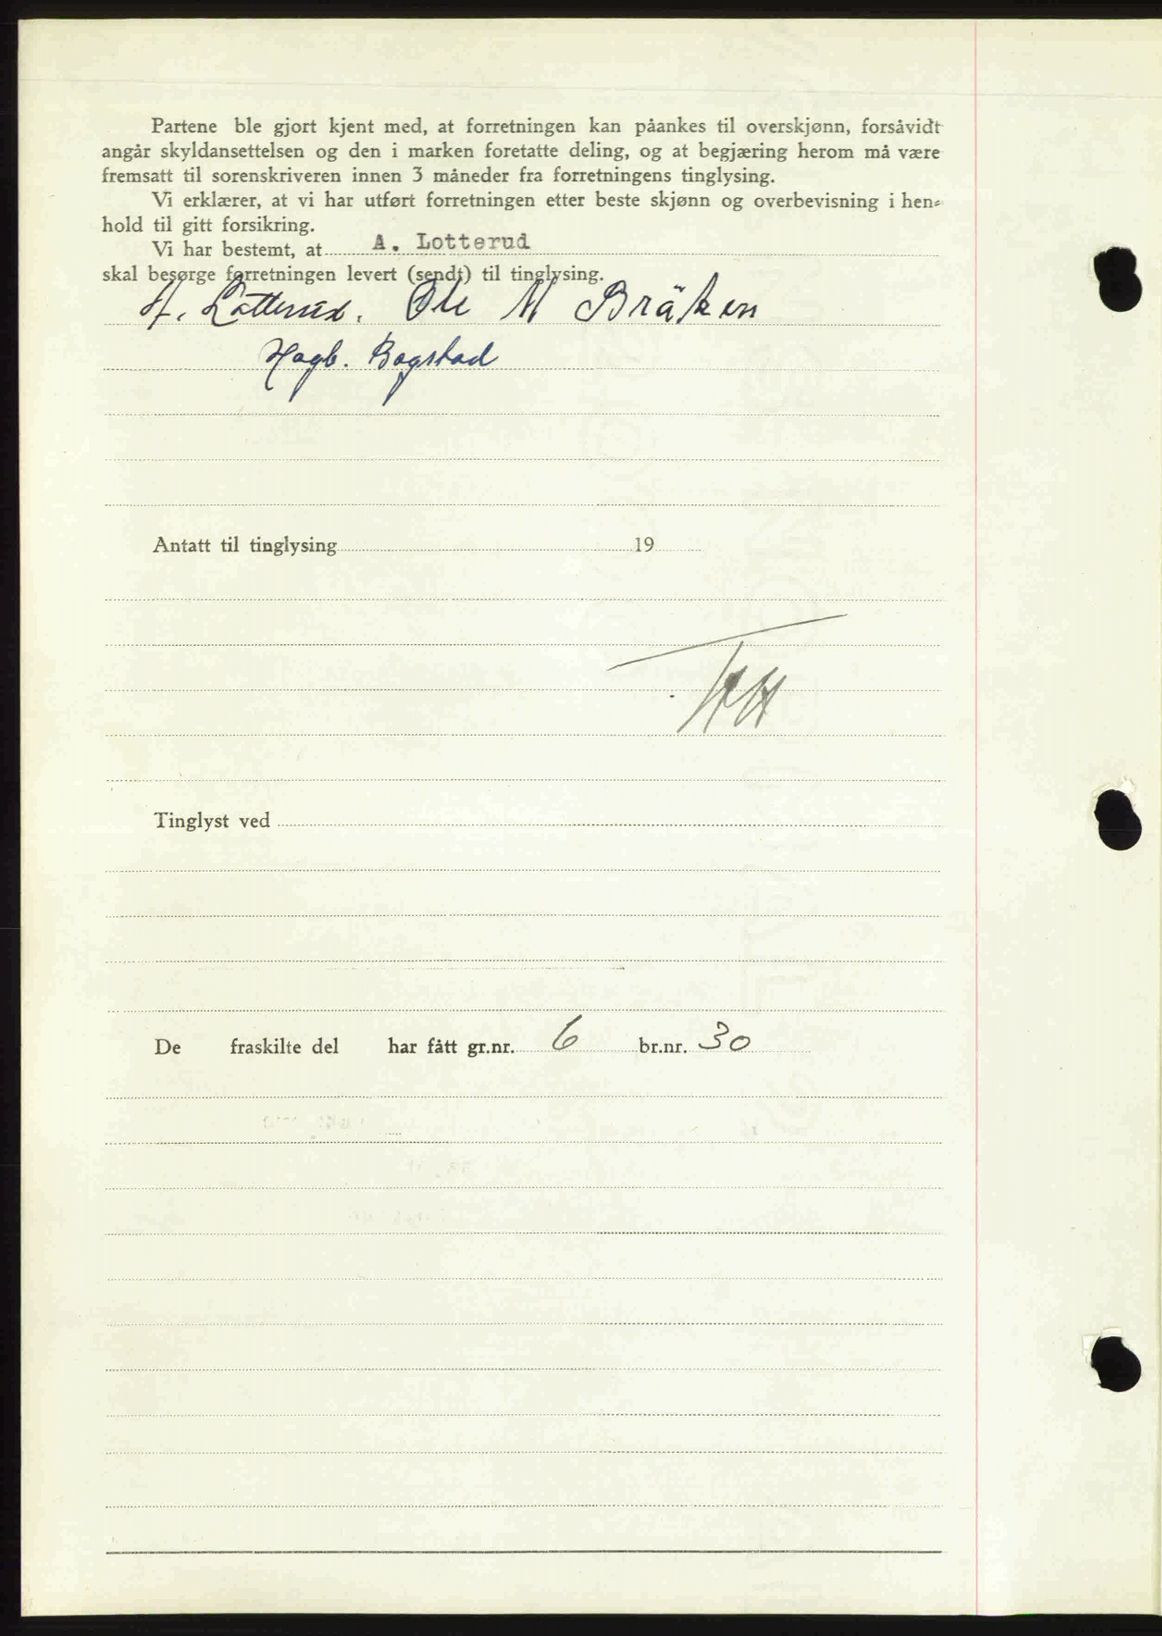 Partene ble gjort kjent med, at forretningen kan påankes til overskjønn, forsåvidt
angår skyldansettelsen og den i marken foretatte deling, og at begjæring herom må være
fremsatt til sorenskriveren innen 3 måneder fra forretningens tinglysing.
Vi erklærer, at vi har utført forretningen etter beste skjønn og overbevisning i hen-
hold til gitt forsikring.
Vi har bestemt, at A. Lotterud
skal besørge forretningen levert (sendt) til tinglysing.
A. Lotterud. Ole M Bråken
Hagb. Bogstad
Antatt til tinglysing 19
Tinglyst ved
De fraskilte del har fått gr.nr. 6 br.nr. 30